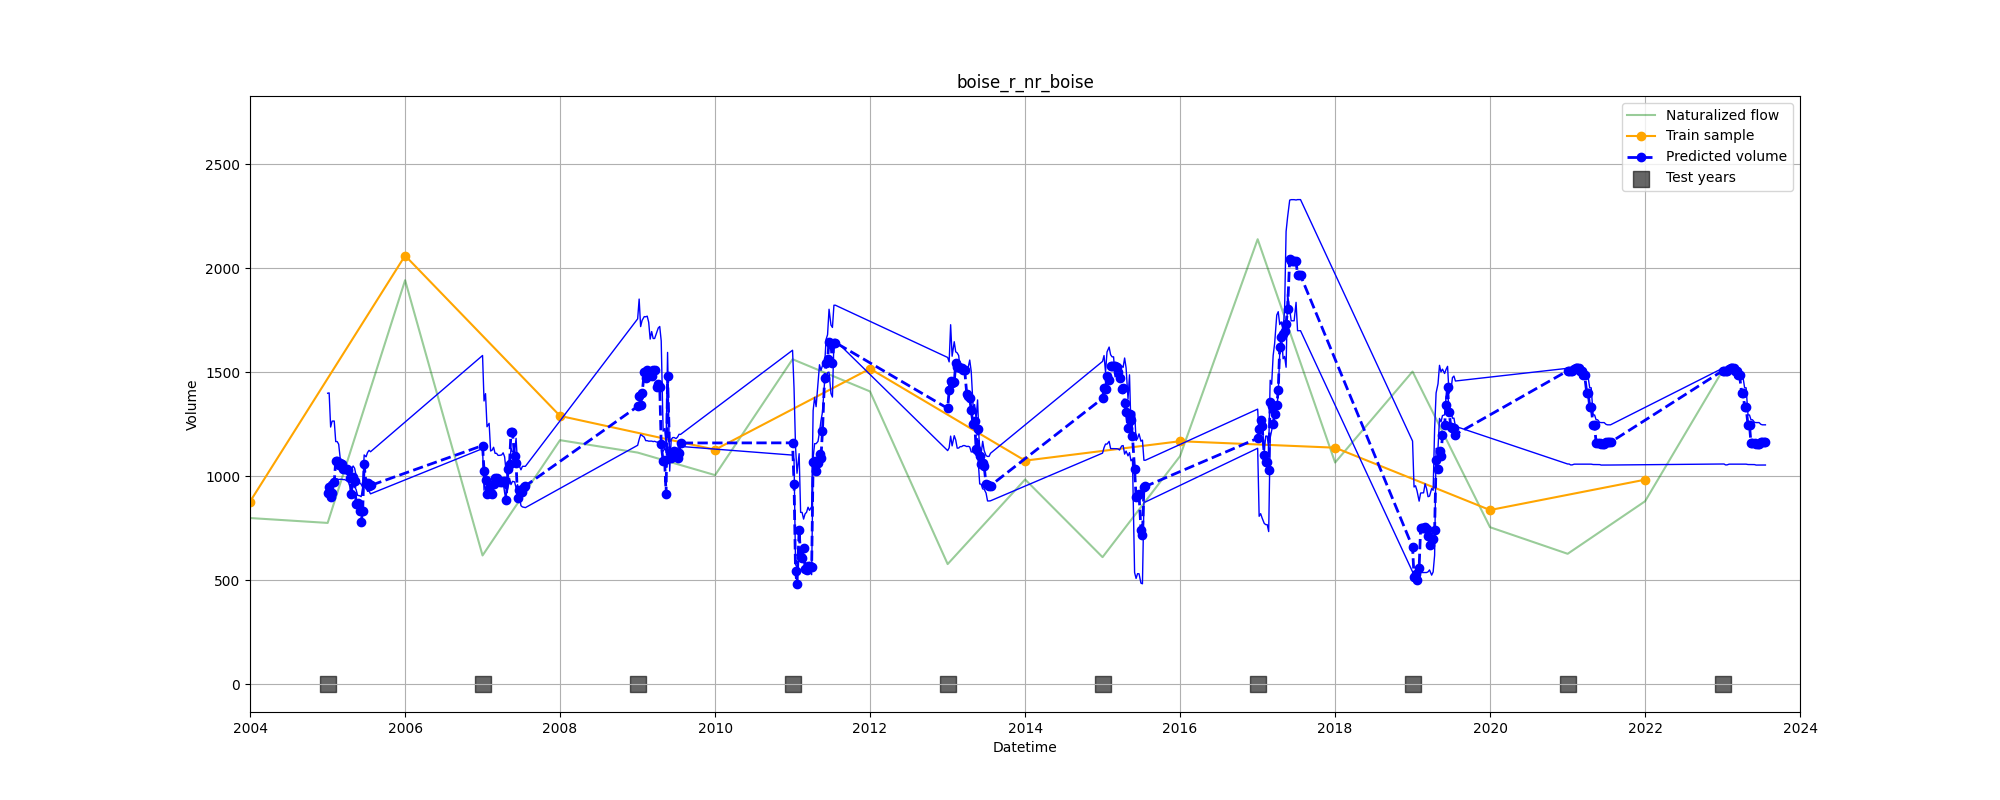 boise_r_nr_boise
Naturalized flow
Train sample
Predicted volume
Test years
Volume
2500
2000
1500
1000
500
0
2004 2006 2008 2010 2012 2014 2016 2018 2020 2022 2024
Datetime